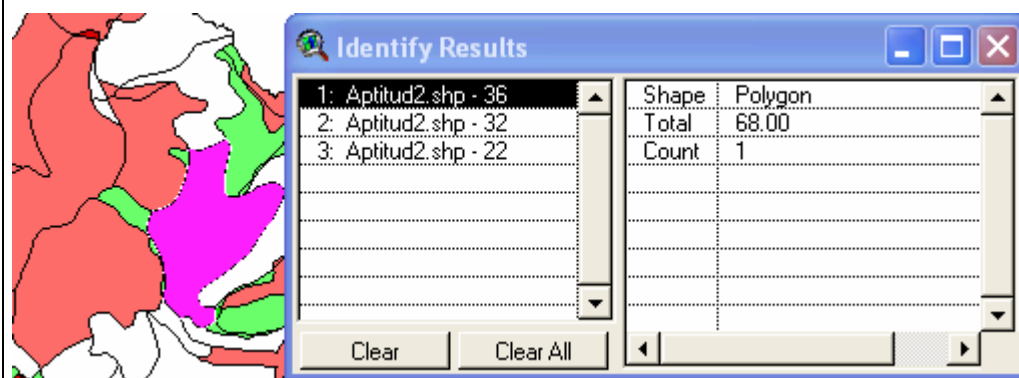 Identify Results
1: Aptitud2.shp - 36
2: Aptitud2.shp - 32
3: Aptitud2.shp - 22
Shape Polygon
Total 68.00
Count 1
Clear Clear All